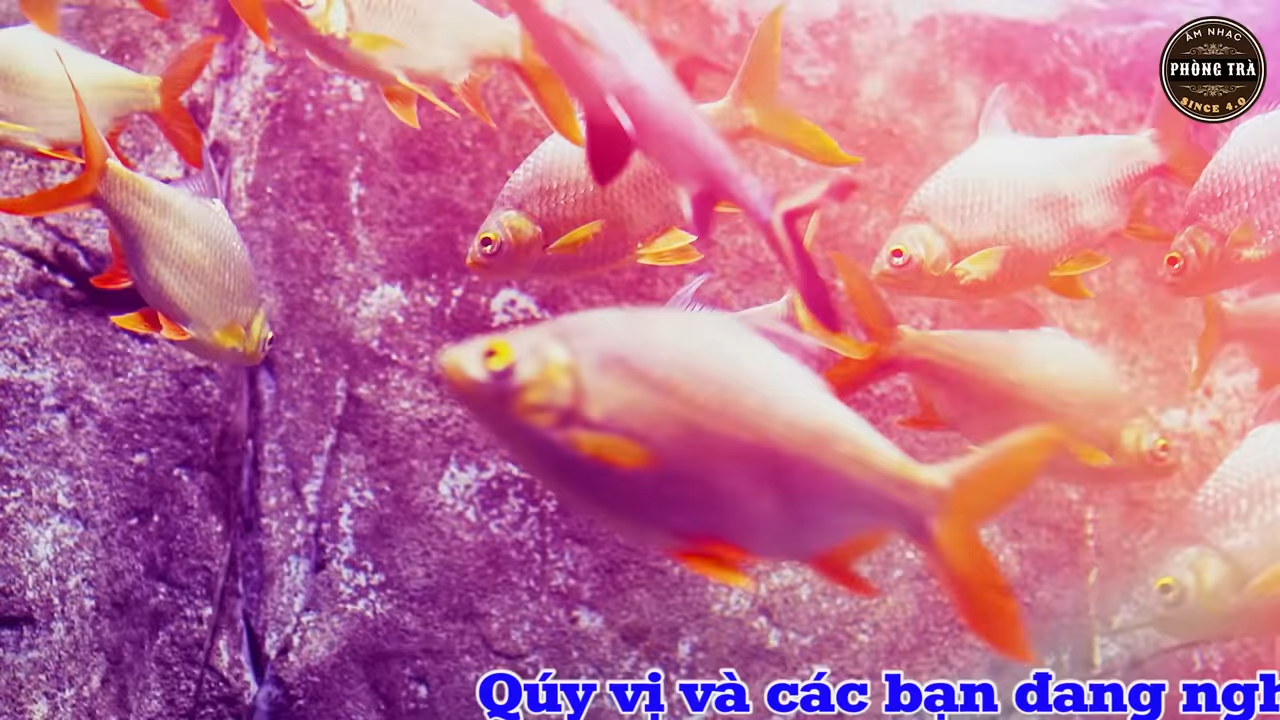 ÂM NHẠC
PHÒNG TRÀ
SINCE 4.0
Qúy vị và các bạn đang ngh